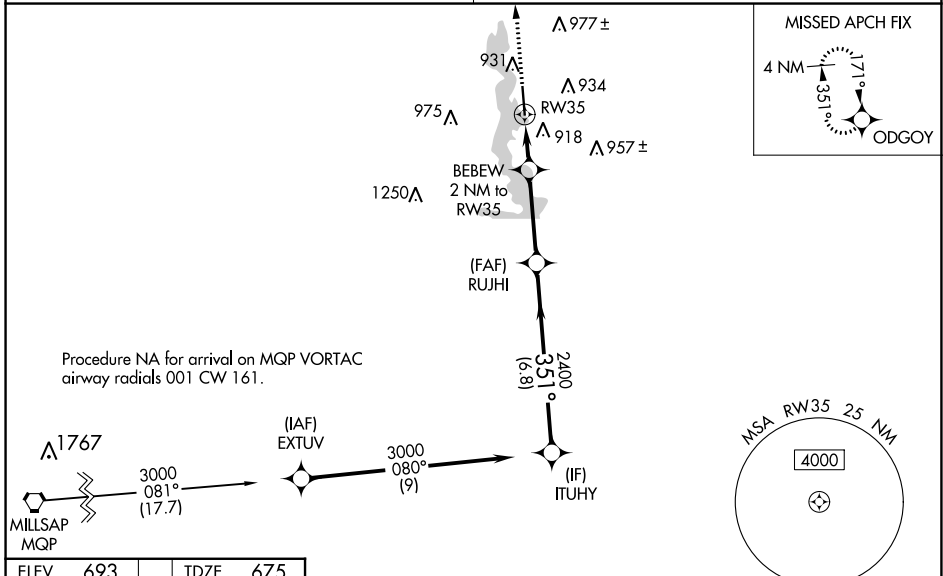 977 ±
931
934
RW35
975
918
957 ±
BEBEW
2 NM to
RW35
1250
(FAF)
RUJHI
MISSED APCH FIX
4 NM
351°
171°
ODGOY
Procedure NA for arrival on MQP VORTAC
airway radials 001 CW 161.
2400
351°
(6.8)
1767
(IAF)
EXTUV
3000
081°
(17.7)
3000
080°
(9)
(IF)
ITUHY
MILLSAP
MQP
MSA RW35 25 NM
4000
ELEV 693 TDZE 675